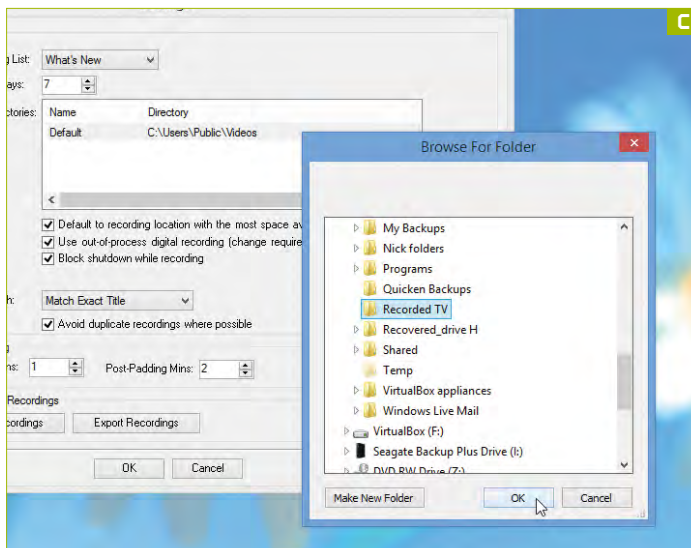 C
g List: What's New
ays: 7
ctories: Name Directory
Default C:\Users\Public\Videos
Default to recording location with the most space av
Use out-of-process digital recording (change require
Block shutdown while recording
h: Match Exact Title
Avoid duplicate recordings where possible
g
ns: 1 Post-Padding Mins: 2
Recordings
cordings Export Recordings
OK Cancel
Browse For Folder
My Backups
Nick folders
Programs
Quicken Backups
Recorded TV
Recovered_drive H
Shared
Temp
VirtualBox appliances
Windows Live Mail
VirtualBox (F:)
Seagate Backup Plus Drive (I:)
DVD RW Drive (Z:)
Make New Folder OK Cancel